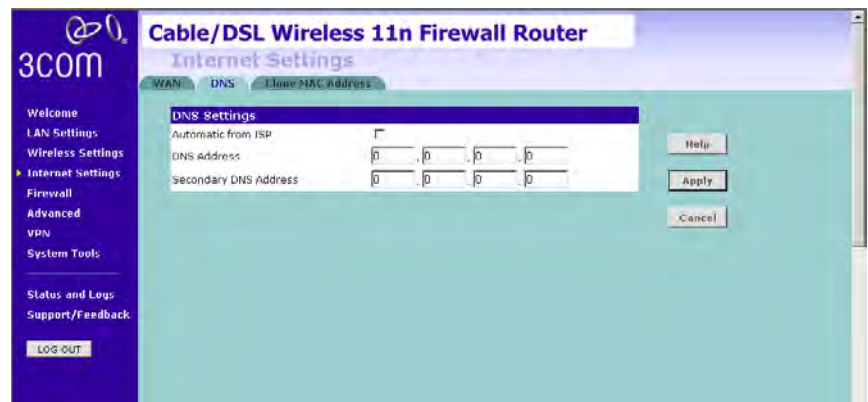 3COM
Cable/DSL Wireless 11n Firewall Router
Internet Settings
WAN DNS Clone MAC Address
Welcome
LAN Settings
Wireless Settings
Internet Settings
Firewall
Advanced
VPN
System Tools
Status and Logs
Support/Feedback
LOG OUT
DNS Settings
Automatic from ISP
DNS Address 0 . 0 . 0 . 0
Secondary DNS Address 0 . 0 . 0 . 0
Help
Apply
Cancel